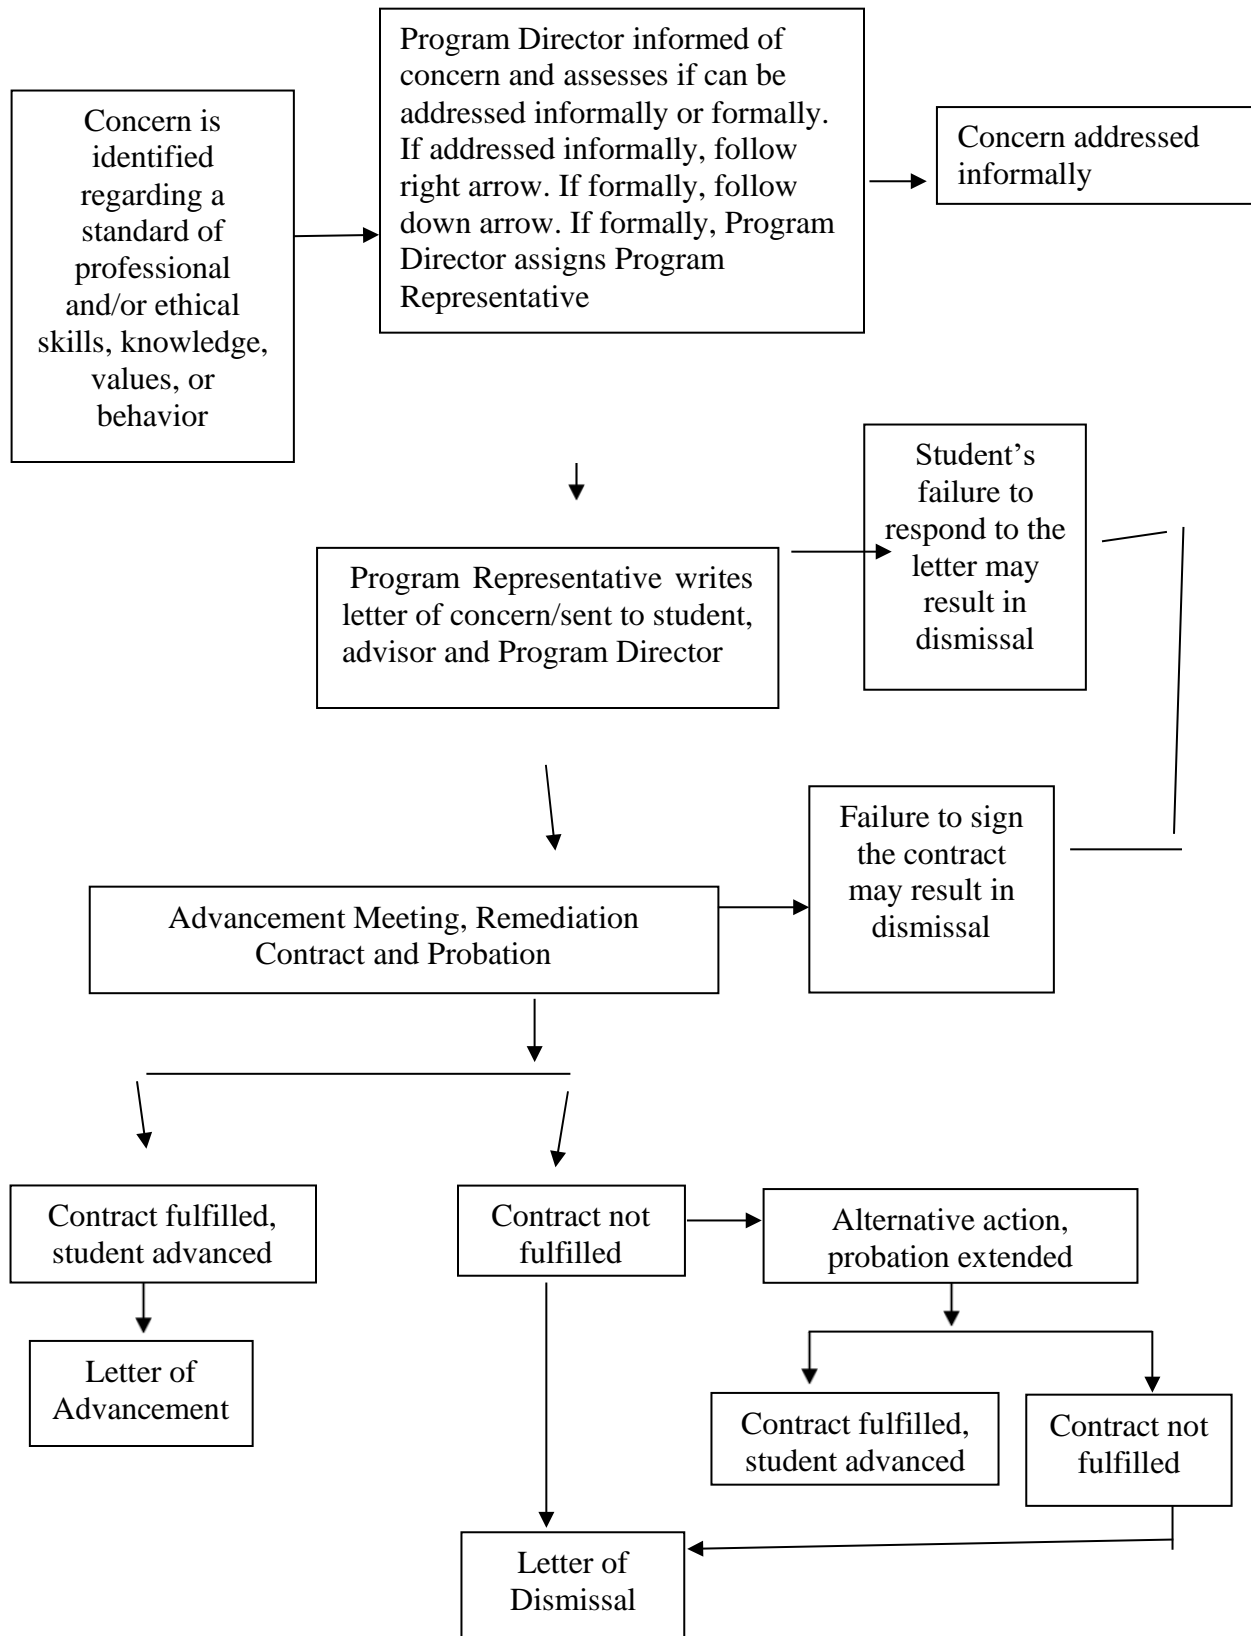 Concern is
identified
regarding a
standard of
professional
and/or ethical
skills, knowledge,
values, or
behavior
Program Director informed of
concern and assesses if can be
addressed informally or formally.
If addressed informally, follow
right arrow. If formally, follow
down arrow. If formally, Program
Director assigns Program
Representative
Concern addressed
informally
Program Representative writes
letter of concern/sent to student,
advisor and Program Director
Student’s
failure to
respond to the
letter may
result in
dismissal
Advancement Meeting, Remediation
Contract and Probation
Failure to sign
the contract
may result in
dismissal
Contract fulfilled,
student advanced
Contract not
fulfilled
Alternative action,
probation extended
Letter of
Advancement
Contract fulfilled,
student advanced
Contract not
fulfilled
Letter of
Dismissal